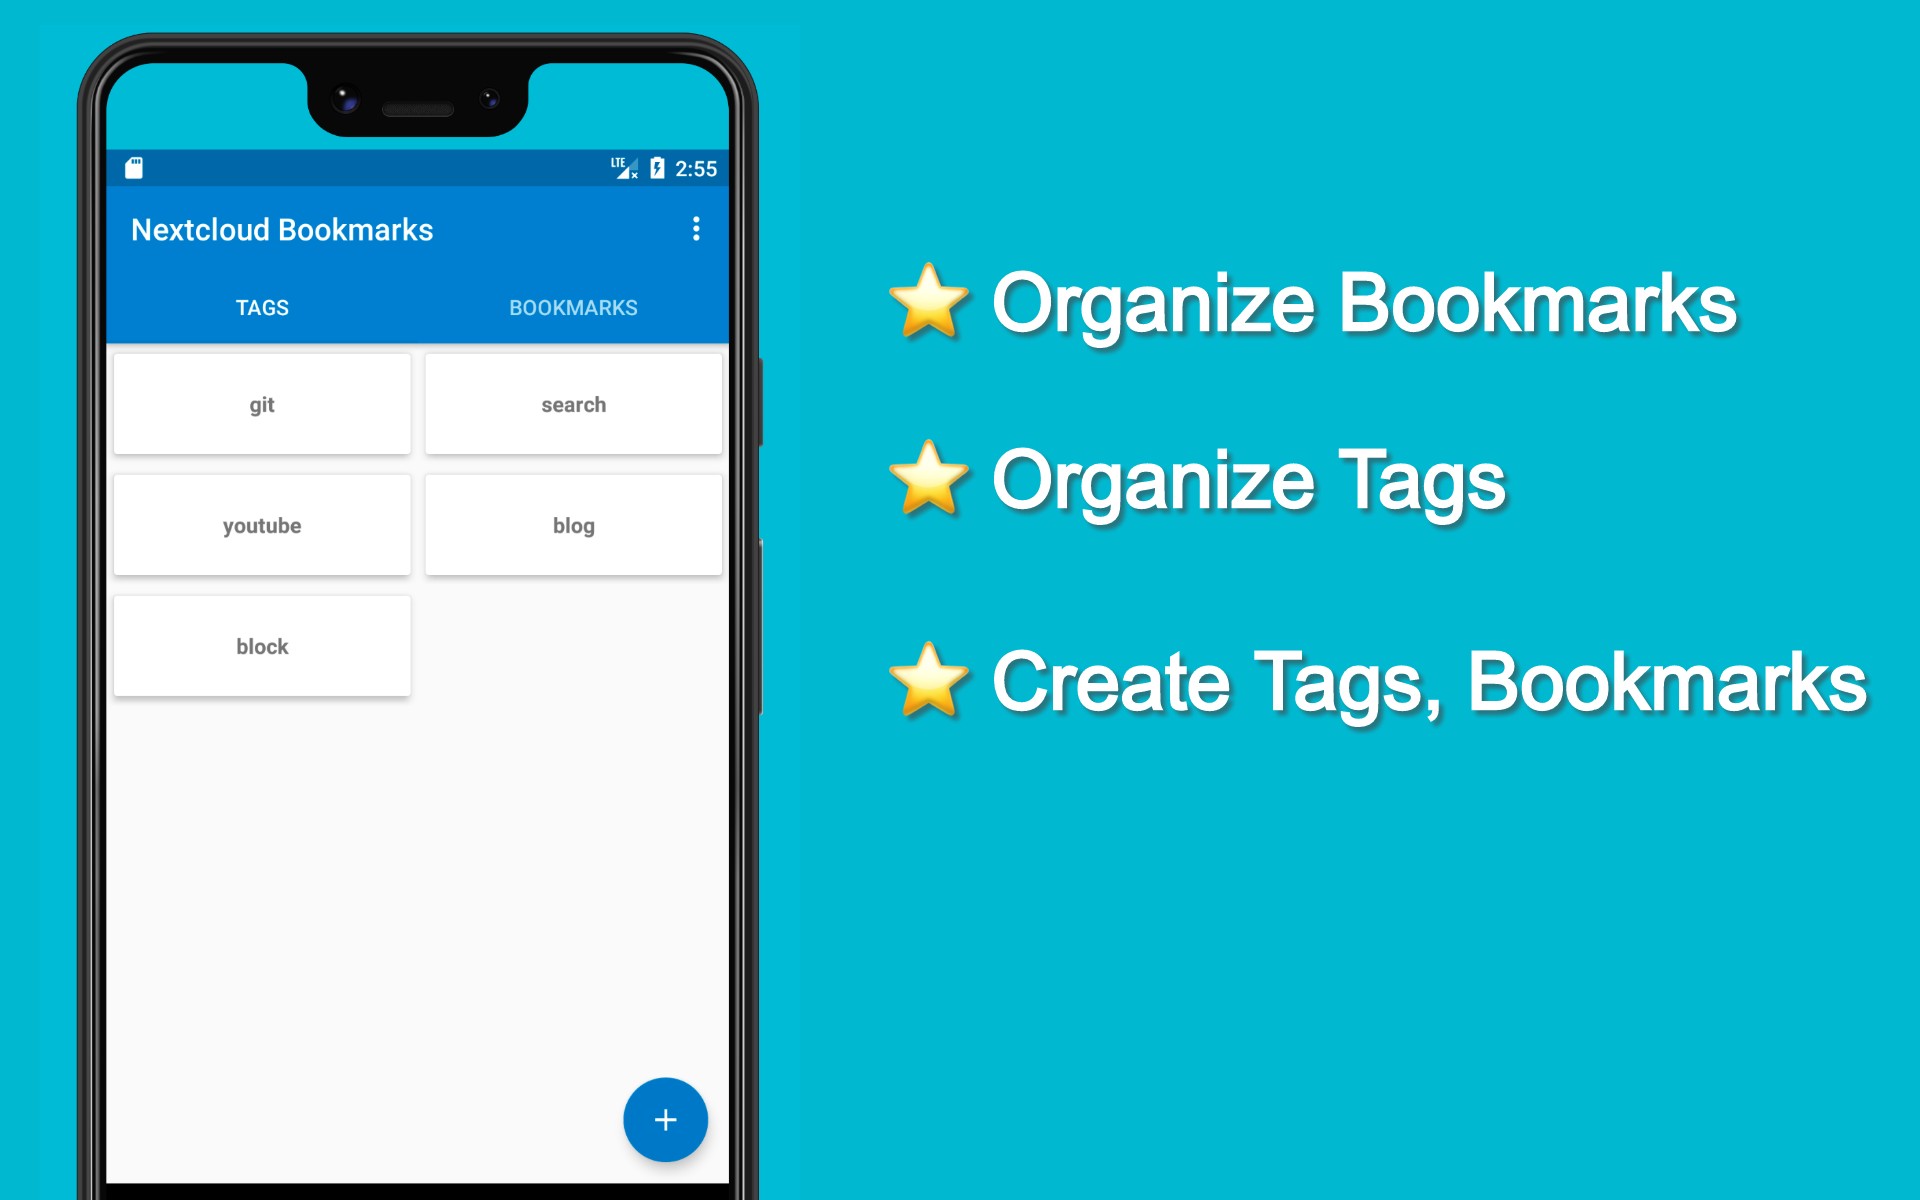 LTE 2:55
Nextcloud Bookmarks
TAGS BOOKMARKS
git search
youtube blog
block
+
Organize Bookmarks
Organize Tags
Create Tags, Bookmarks